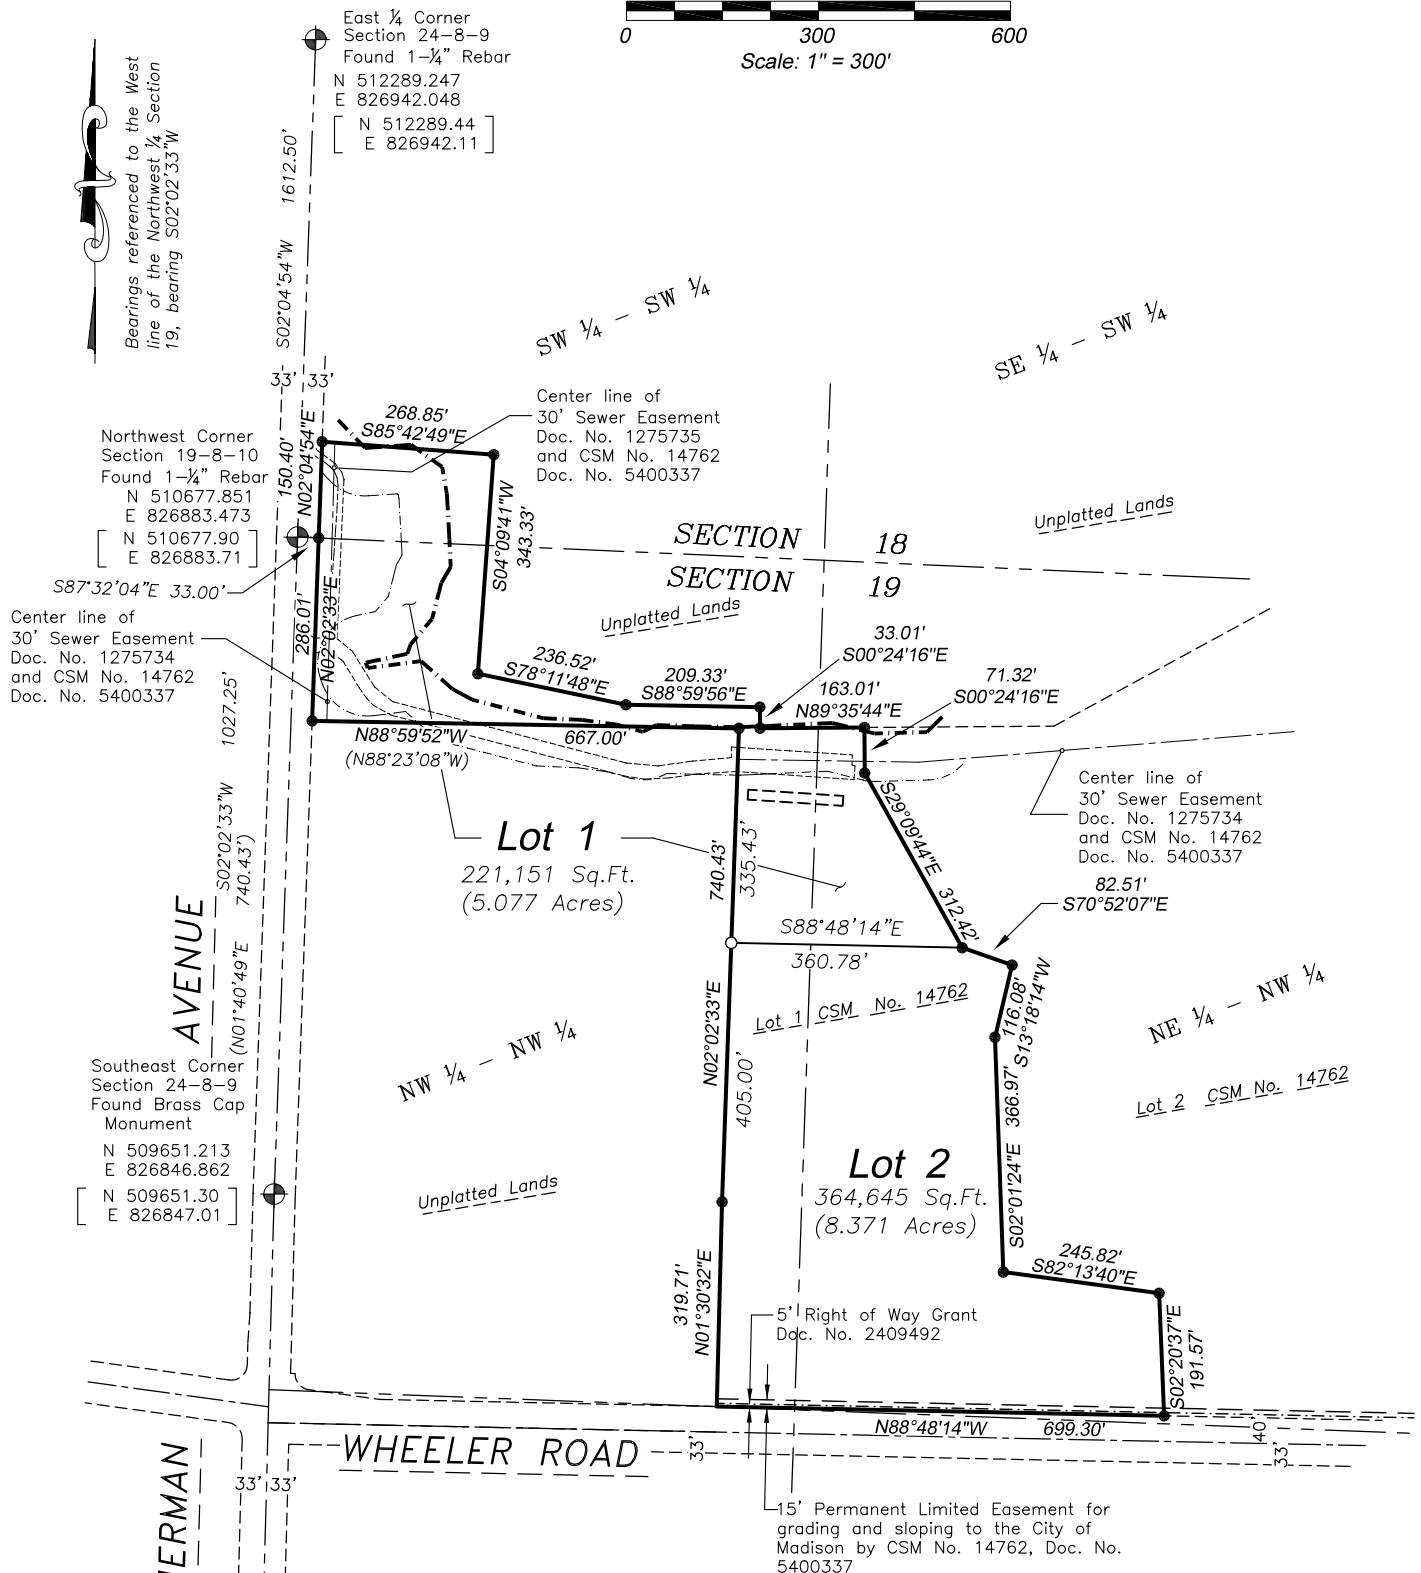 East ¼ Corner
Section 24-8-9
Found 1-¼" Rebar
N 512289.247
E 826942.048
N 512289.44
E 826942.11
0 300 600
Scale: 1" = 300'
Bearings referenced to the West
line of the Northwest ¼ Section
19, bearing S02°02'33"W
1612.50'
S02°04'54"W
SW ¼ - SW ¼
SE ¼ - SW ¼
33' 33'
Northwest Corner
Section 19-8-10
Found 1-¼" Rebar
N 510677.851
E 826883.473
N 510677.90
E 826883.71
S87°32'04"E 33.00'
150.40'
N02°04'54"E
268.85'
S85°42'49"E
Center line of
30' Sewer Easement
Doc. No. 1275735
and CSM No. 14762
Doc. No. 5400337
S04°09'41"W
343.33'
SECTION 18
SECTION 19
Unplatted Lands
Unplatted Lands
Center line of
30' Sewer Easement
Doc. No. 1275734
and CSM No. 14762
Doc. No. 5400337
286.01'
N02°02'33"E
236.52'
S78°11'48"E
209.33'
S88°59'56"E
33.01'
S00°24'16"E
163.01'
N89°35'44"E
71.32'
S00°24'16"E
N88°59'52"W 667.00'
(N88°23'08"W)
1027.25'
S02°02'33"W
740.43')
(N01°40'49"E
Center line of
30' Sewer Easement
Doc. No. 1275734
and CSM No. 14762
Doc. No. 5400337
Lot 1
221,151 Sq.Ft.
(5.077 Acres)
740.43'
335.43'
S29°09'44"E 312.42'
82.51'
S70°52'07"E
S88°48'14"E
360.78'
AVENUE
Lot 1 CSM No. 14762
116.08'
S13°18'14"W
NE ¼ - NW ¼
NW ¼ - NW ¼
N02°02'33"E
405.00'
Lot 2 CSM No. 14762
Southeast Corner
Section 24-8-9
Found Brass Cap
Monument
N 509651.213
E 826846.862
N 509651.30
E 826847.01
Unplatted Lands
Lot 2
364,645 Sq.Ft.
(8.371 Acres)
S02°01'24"E 366.97'
245.82'
S82°13'40"E
319.71'
N01°30'32"E
5' Right of Way Grant
Doc. No. 2409492
S02°20'37"E
191.57'
N88°48'14"W 699.30'
WHEELER ROAD
33'
40'
33'
33' 33'
15' Permanent Limited Easement for
grading and sloping to the City of
Madison by CSM No. 14762, Doc. No.
5400337
HERMAN